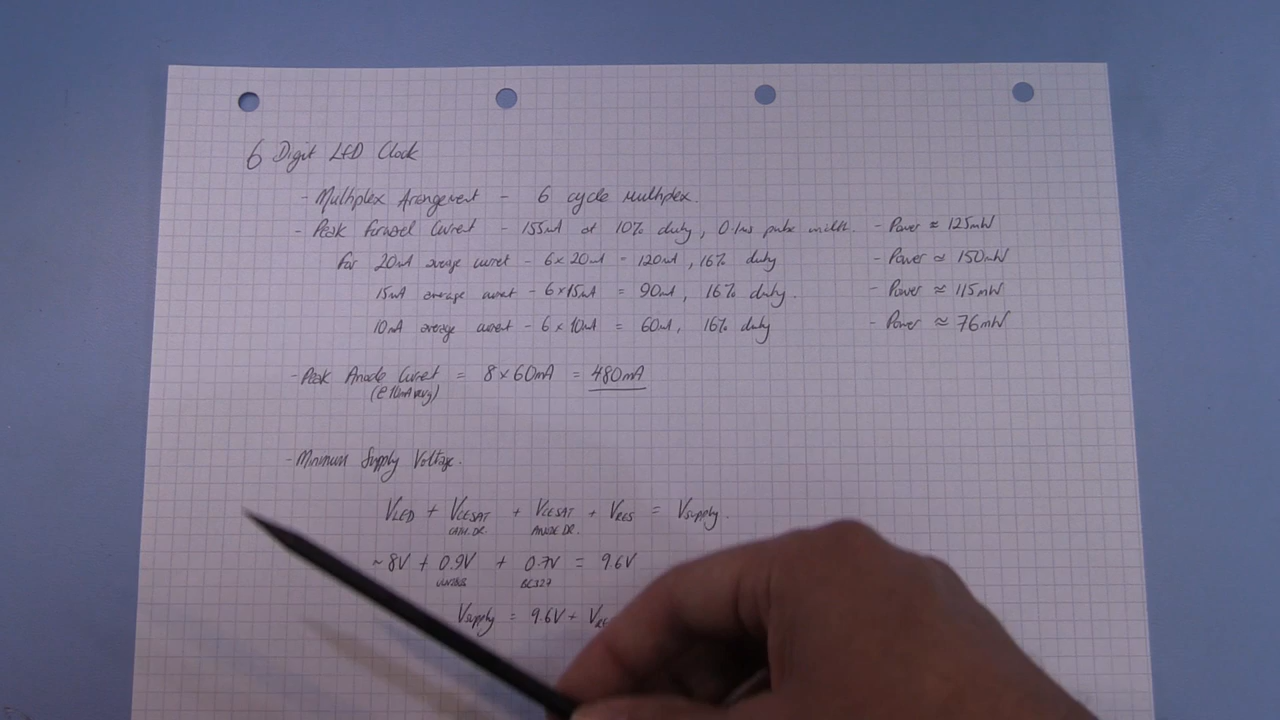 6 Digit LED Clock
- Multiplex Arrangement - 6 cycle multiplex.
- Peak Forward Current - 155mA at 10% duty, 0.1ms pulse width. - Power ≈ 125mW
For 20mA average current - 6 x 20mA = 120mA, 16% duty - Power ≈ 150mW
15mA average current - 6 x 15mA = 90mA, 16% duty. - Power ≈ 115mW
10mA average current - 6 x 10mA = 60mA, 16% duty - Power ≈ 76mW
- Peak Anode Current = 8 x 60mA = 480mA
(@ 10mA avg)
- Minimum Supply Voltage.
VLED + VCESAT + VCESAT + VRES = Vsupply.
CATH. DR. ANODE DR.
~8V + 0.9V + 0.7V = 9.6V
BC327
Vsupply = 9.6V +